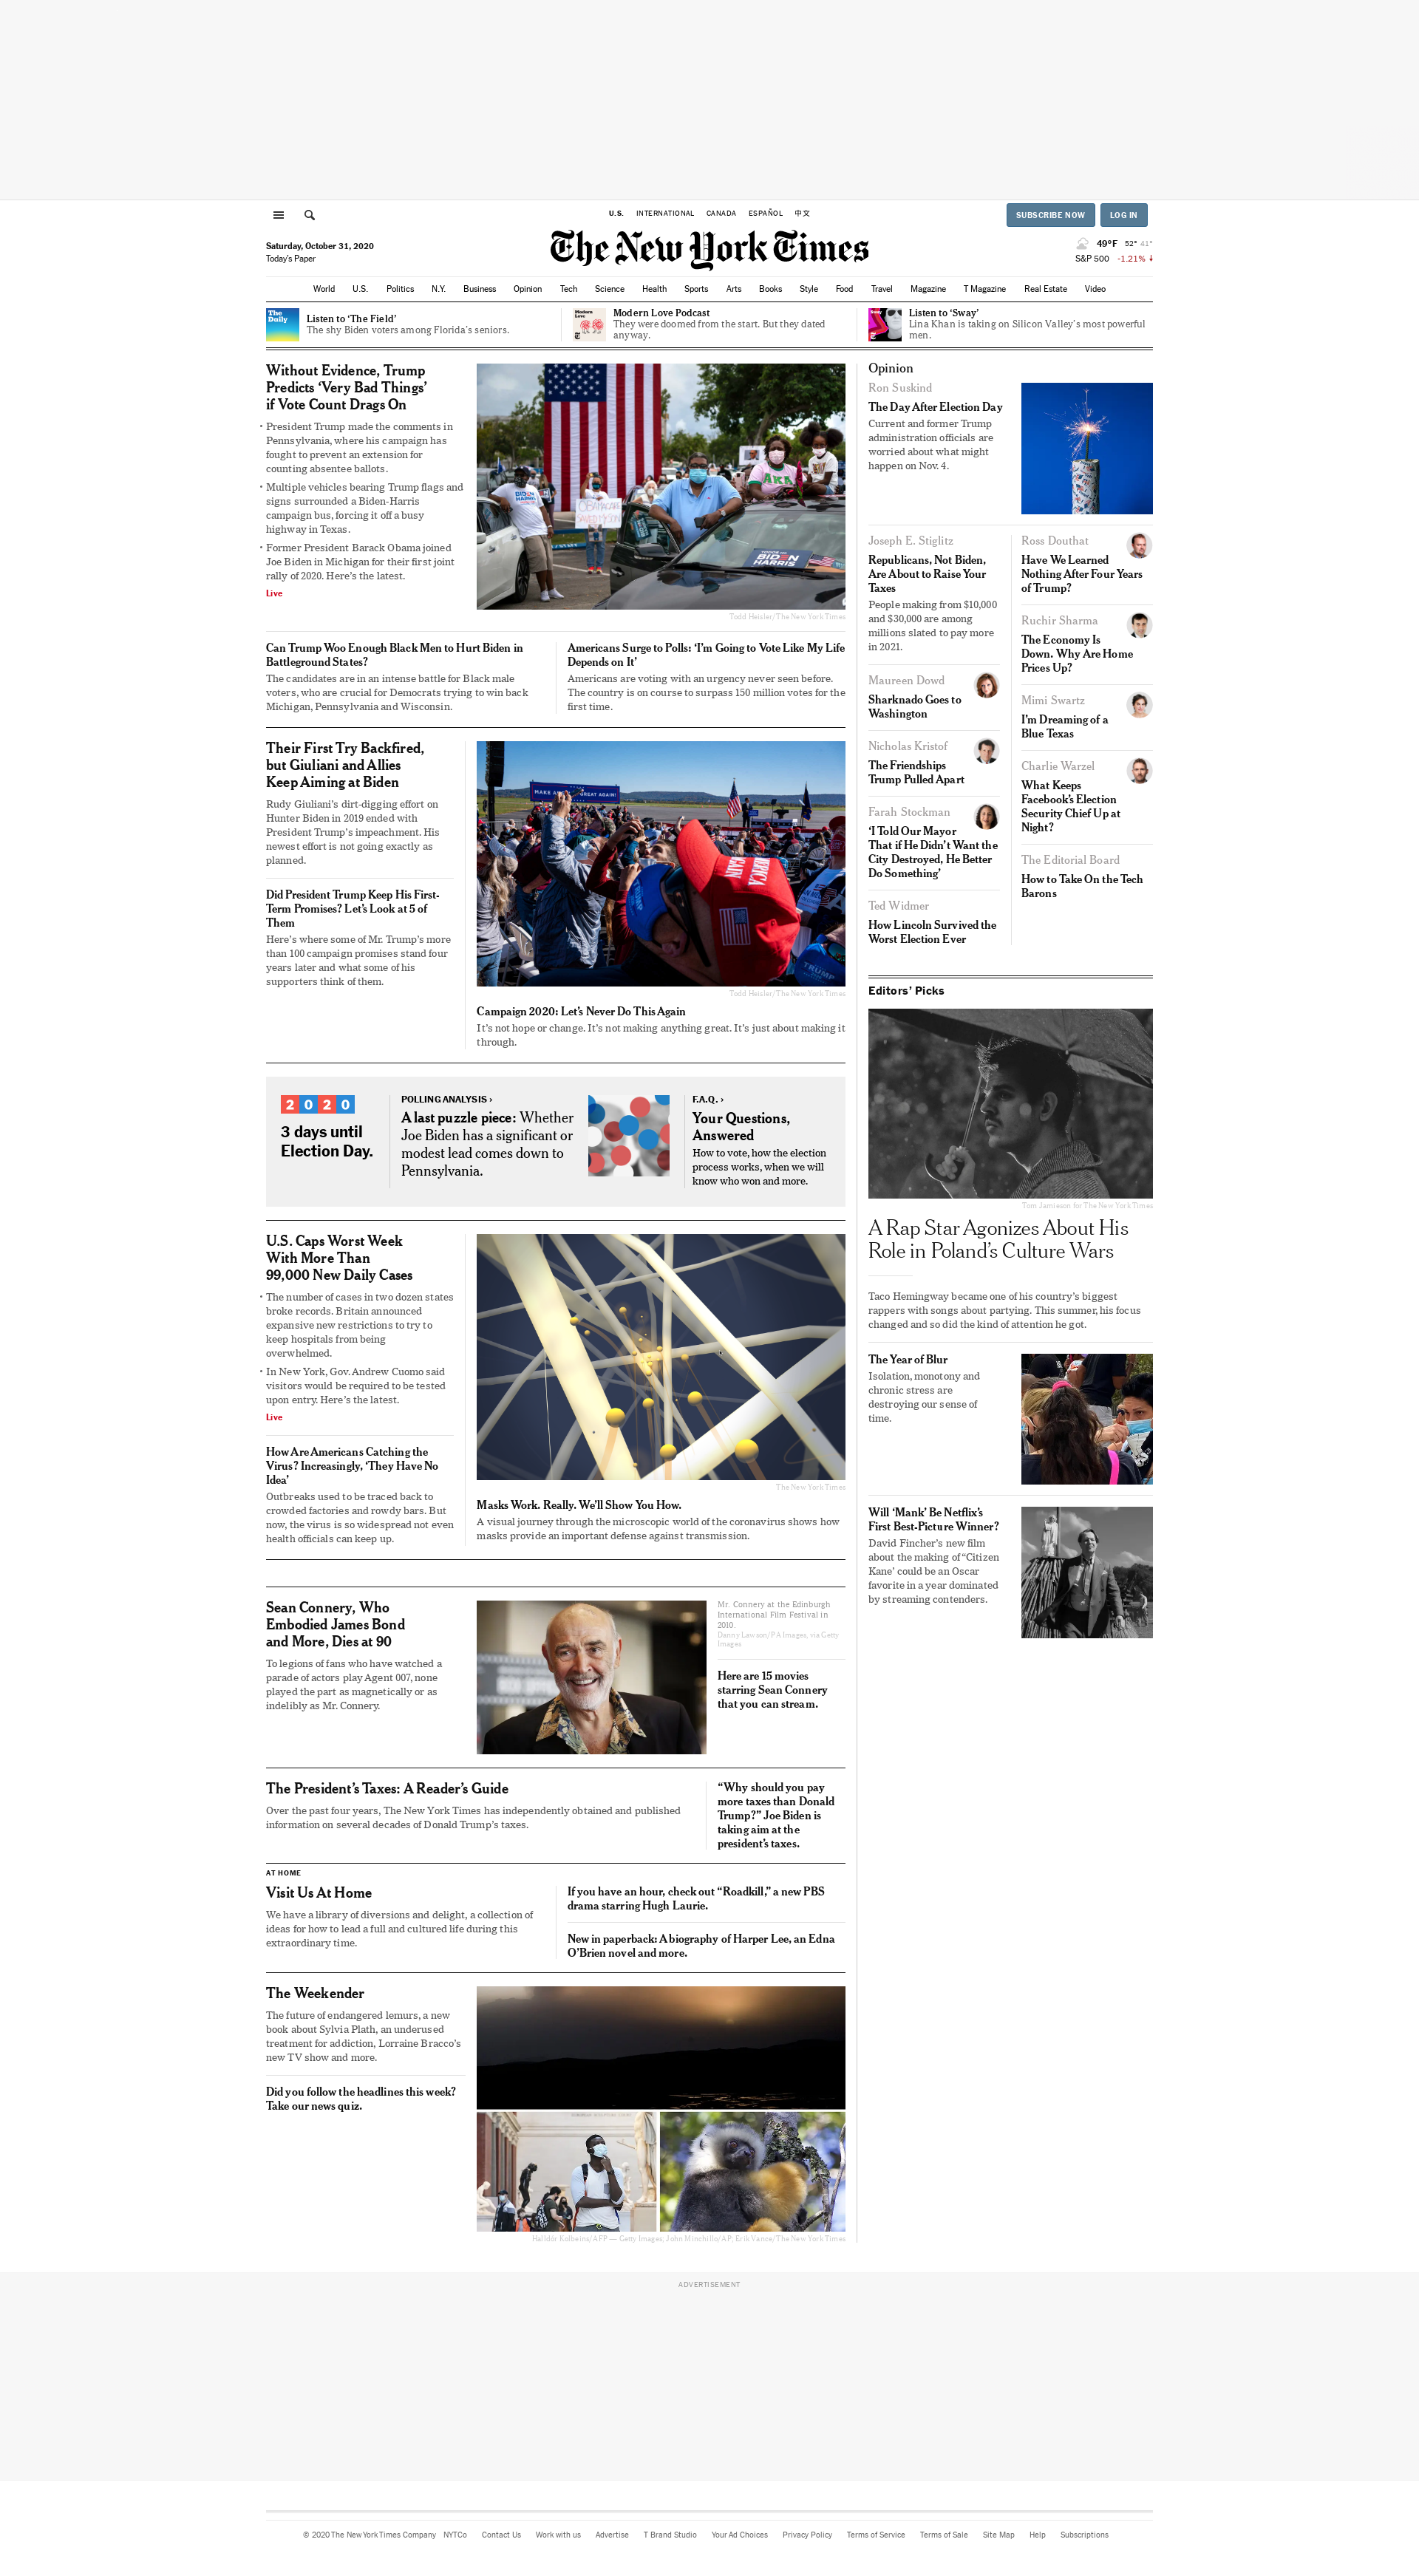 U.S. INTERNATIONAL CANADA ESPAÑOL 中文
SUBSCRIBE NOW LOG IN
Saturday, October 31, 2020
Today's Paper
The New York Times
49°F 52° 41°
S&P 500 -1.21%
World U.S. Politics N.Y. Business Opinion Tech Science Health Sports Arts Books Style Food Travel Magazine T Magazine Real Estate Video
The
Daily
Listen to ‘The Field’
The shy Biden voters among Florida's seniors.
Modern
Love
Modern Love Podcast
They were doomed from the start. But they dated
anyway.
Sway
Listen to ‘Sway’
Lina Khan is taking on Silicon Valley's most powerful
men.
Without Evidence, Trump
Predicts ‘Very Bad Things’
if Vote Count Drags On
• President Trump made the comments in
Pennsylvania, where his campaign has
fought to prevent an extension for
counting absentee ballots.
• Multiple vehicles bearing Trump flags and
signs surrounded a Biden-Harris
campaign bus, forcing it off a busy
highway in Texas.
• Former President Barack Obama joined
Joe Biden in Michigan for their first joint
rally of 2020. Here's the latest.
Live
BIDEN
HARRIS
AKA
Todd Heisler/The New York Times
Can Trump Woo Enough Black Men to Hurt Biden in
Battleground States?
The candidates are in an intense battle for Black male
voters, who are crucial for Democrats trying to win back
Michigan, Pennsylvania and Wisconsin.
Americans Surge to Polls: ‘I’m Going to Vote Like My Life
Depends on It’
Americans are voting with an urgency never seen before.
The country is on course to surpass 150 million votes for the
first time.
Their First Try Backfired,
but Giuliani and Allies
Keep Aiming at Biden
Rudy Giuliani's dirt-digging effort on
Hunter Biden in 2019 ended with
President Trump's impeachment. His
newest effort is not going exactly as
planned.
Did President Trump Keep His First-
Term Promises? Let’s Look at 5 of
Them
Here's where some of Mr. Trump's more
than 100 campaign promises stand four
years later and what some of his
supporters think of them.
MAKE AMERICA GREAT AGAIN!
AMERICA
AGAIN
TRUMP
Todd Heisler/The New York Times
Campaign 2020: Let’s Never Do This Again
It's not hope or change. It's not making anything great. It's just about making it
through.
2020
3 days until
Election Day.
POLLING ANALYSIS ›
A last puzzle piece: Whether
Joe Biden has a significant or
modest lead comes down to
Pennsylvania.
F.A.Q. ›
Your Questions,
Answered
How to vote, how the election
process works, when we will
know who won and more.
U.S. Caps Worst Week
With More Than
99,000 New Daily Cases
• The number of cases in two dozen states
broke records. Britain announced
expansive new restrictions to try to
keep hospitals from being
overwhelmed.
• In New York, Gov. Andrew Cuomo said
visitors would be required to be tested
upon entry. Here's the latest.
Live
How Are Americans Catching the
Virus? Increasingly, ‘They Have No
Idea’
Outbreaks used to be traced back to
crowded factories and rowdy bars. But
now, the virus is so widespread not even
health officials can keep up.
The New York Times
Masks Work. Really. We’ll Show You How.
A visual journey through the microscopic world of the coronavirus shows how
masks provide an important defense against transmission.
Sean Connery, Who
Embodied James Bond
and More, Dies at 90
To legions of fans who have watched a
parade of actors play Agent 007, none
played the part as magnetically or as
indelibly as Mr. Connery.
Mr. Connery at the Edinburgh
International Film Festival in
2010.
Danny Lawson/PA Images, via Getty
Images
Here are 15 movies
starring Sean Connery
that you can stream.
The President’s Taxes: A Reader’s Guide
Over the past four years, The New York Times has independently obtained and published
information on several decades of Donald Trump's taxes.
“Why should you pay
more taxes than Donald
Trump?” Joe Biden is
taking aim at the
president’s taxes.
AT HOME
Visit Us At Home
We have a library of diversions and delight, a collection of
ideas for how to lead a full and cultured life during this
extraordinary time.
If you have an hour, check out “Roadkill,” a new PBS
drama starring Hugh Laurie.
New in paperback: A biography of Harper Lee, an Edna
O’Brien novel and more.
The Weekender
The future of endangered lemurs, a new
book about Sylvia Plath, an underused
treatment for addiction, Lorraine Bracco's
new TV show and more.
Did you follow the headlines this week?
Take our news quiz.
Halldór Kolbeins/AFP — Getty Images; John Minchillo/AP; Erik Vance/The New York Times
Opinion
Ron Suskind
The Day After Election Day
Current and former Trump
administration officials are
worried about what might
happen on Nov. 4.
Joseph E. Stiglitz
Republicans, Not Biden,
Are About to Raise Your
Taxes
People making from $10,000
and $30,000 are among
millions slated to pay more
in 2021.
Maureen Dowd
Sharknado Goes to
Washington
Nicholas Kristof
The Friendships
Trump Pulled Apart
Farah Stockman
‘I Told Our Mayor
That if He Didn’t Want the
City Destroyed, He Better
Do Something’
Ted Widmer
How Lincoln Survived the
Worst Election Ever
Ross Douthat
Have We Learned
Nothing After Four Years
of Trump?
Ruchir Sharma
The Economy Is
Down. Why Are Home
Prices Up?
Mimi Swartz
I’m Dreaming of a
Blue Texas
Charlie Warzel
What Keeps
Facebook’s Election
Security Chief Up at
Night?
The Editorial Board
How to Take On the Tech
Barons
Editors’ Picks
Tom Jamieson for The New York Times
A Rap Star Agonizes About His
Role in Poland’s Culture Wars
Taco Hemingway became one of his country's biggest
rappers with songs about partying. This summer, his focus
changed and so did the kind of attention he got.
The Year of Blur
Isolation, monotony and
chronic stress are
destroying our sense of
time.
Will ‘Mank’ Be Netflix’s
First Best-Picture Winner?
David Fincher's new film
about the making of “Citizen
Kane' could be an Oscar
favorite in a year dominated
by streaming contenders.
ADVERTISEMENT
© 2020 The New York Times Company NYTCo Contact Us Work with us Advertise T Brand Studio Your Ad Choices Privacy Policy Terms of Service Terms of Sale Site Map Help Subscriptions